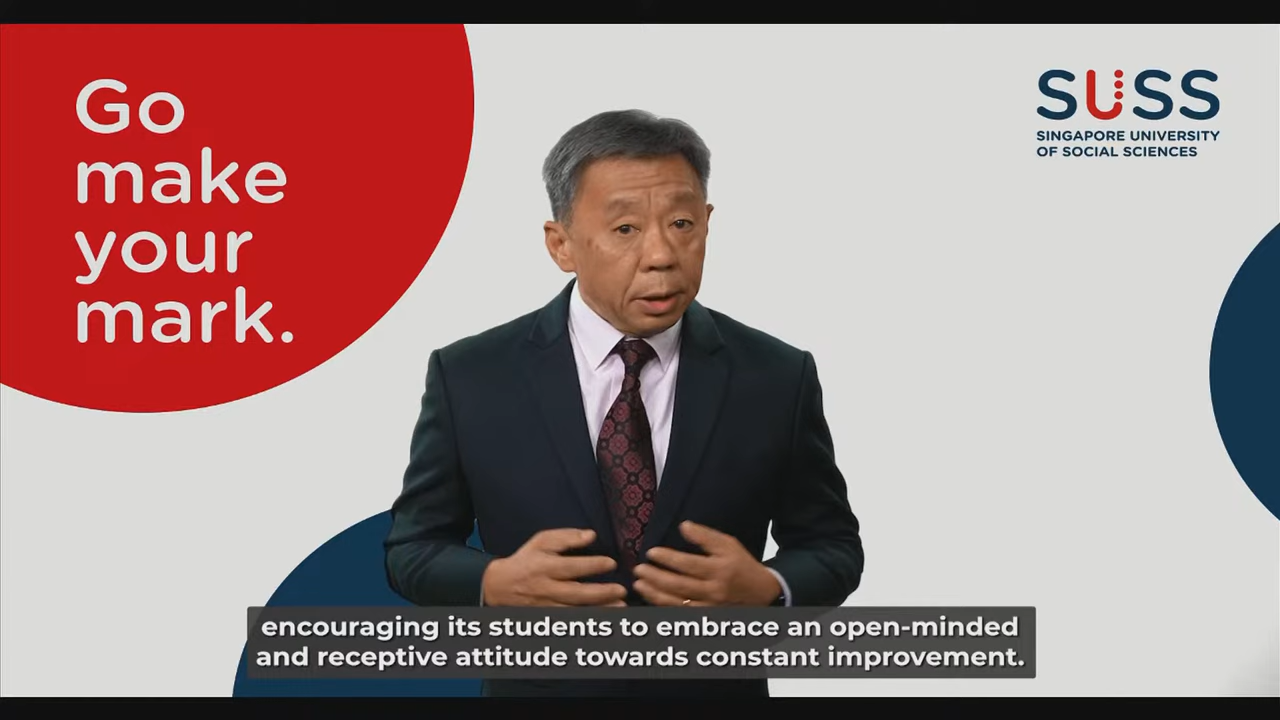 Go
make
your
mark.
SUSS
SINGAPORE UNIVERSITY
OF SOCIAL SCIENCES
encouraging its students to embrace an open-minded
and receptive attitude towards constant improvement.